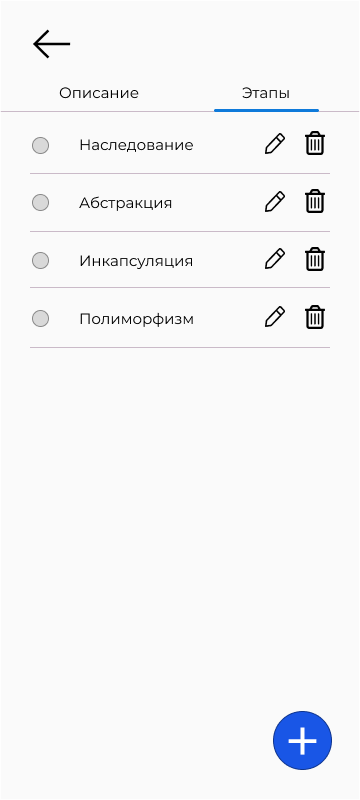 Описание
Этапы
Наследование
Абстракция
Инкапсуляция
Полиморфизм